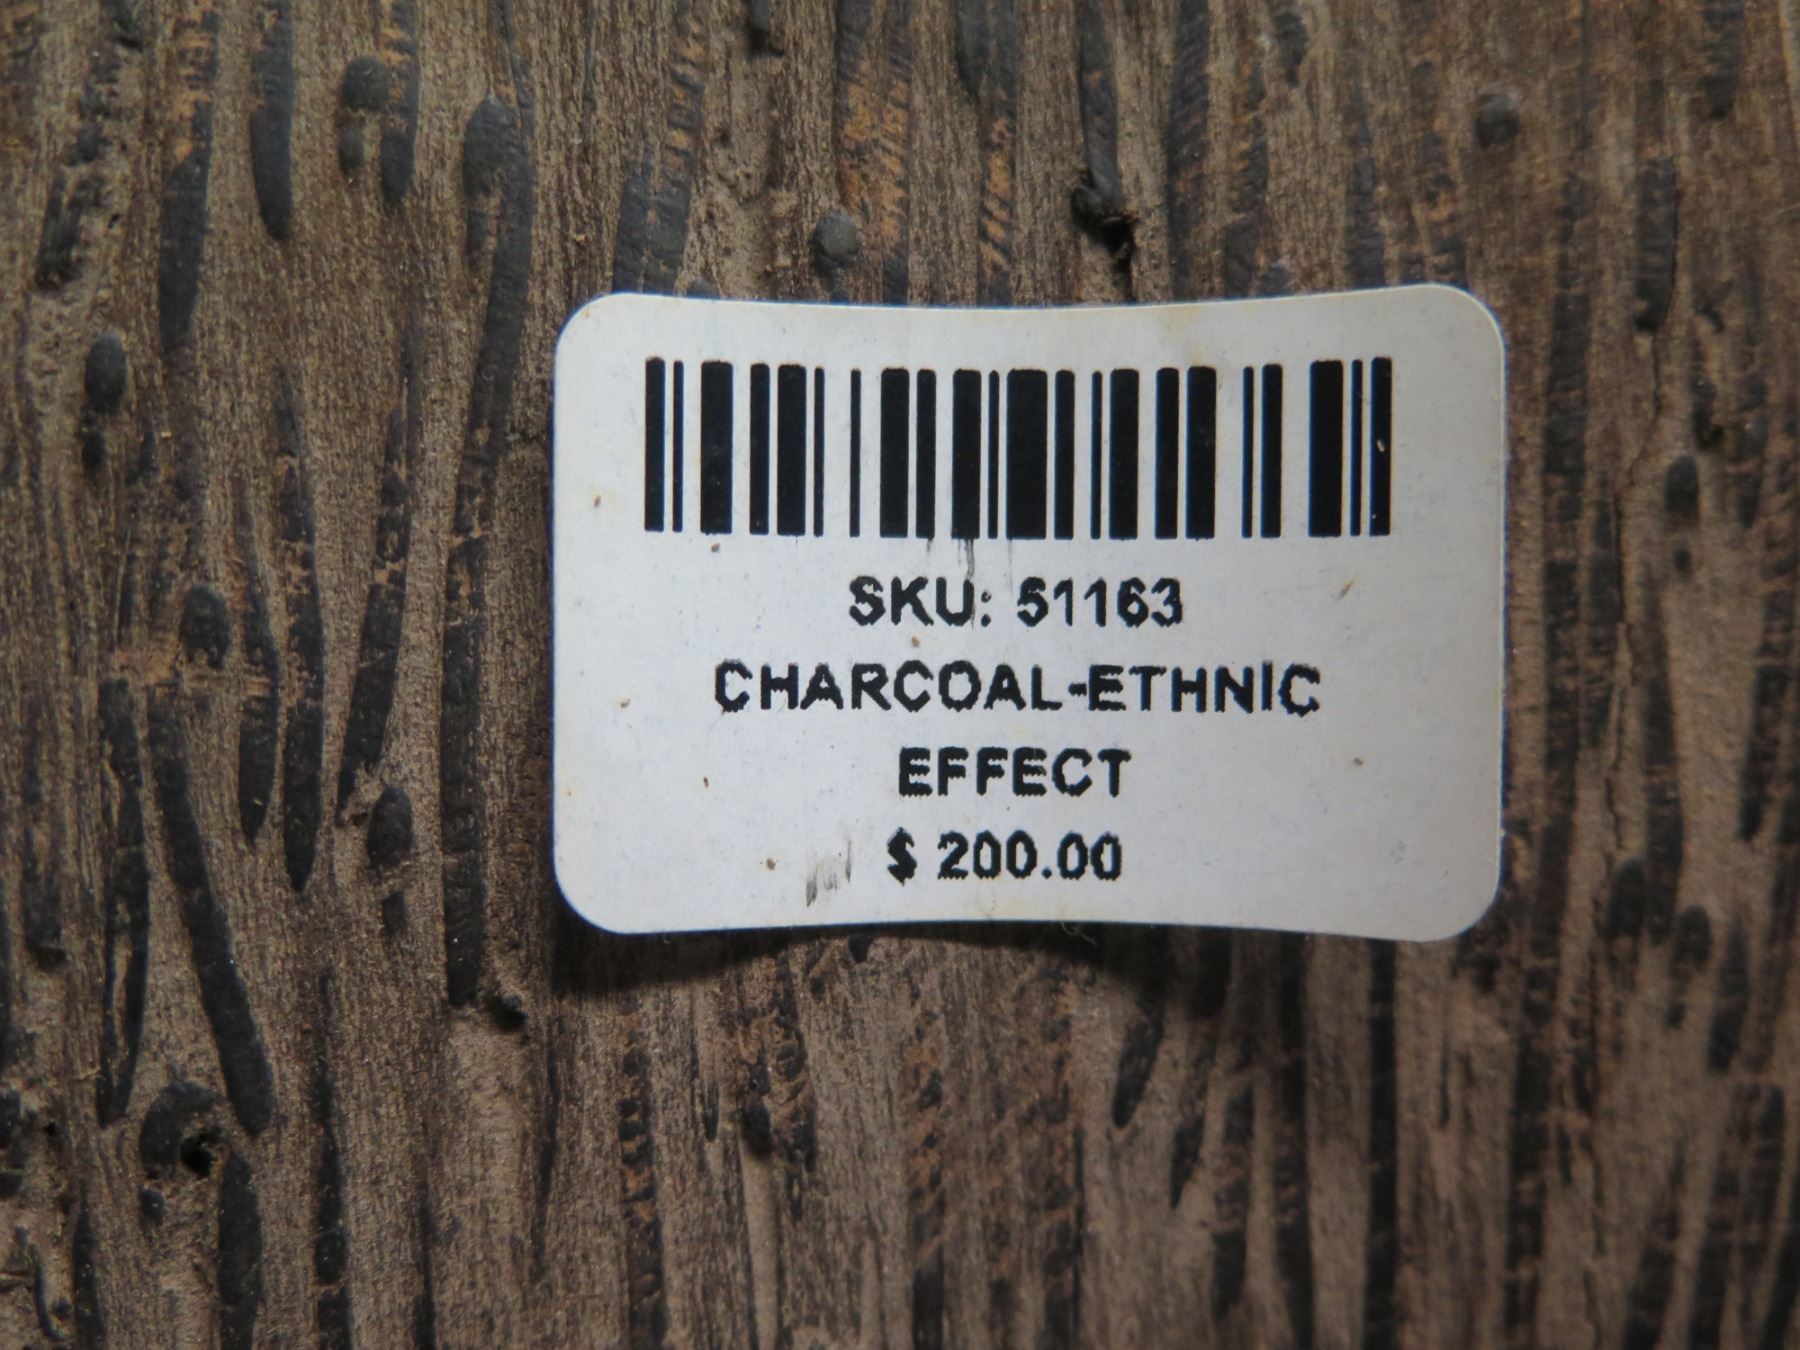 SKU: 51163
CHARCOAL-ETHNIC
EFFECT
$ 200.00